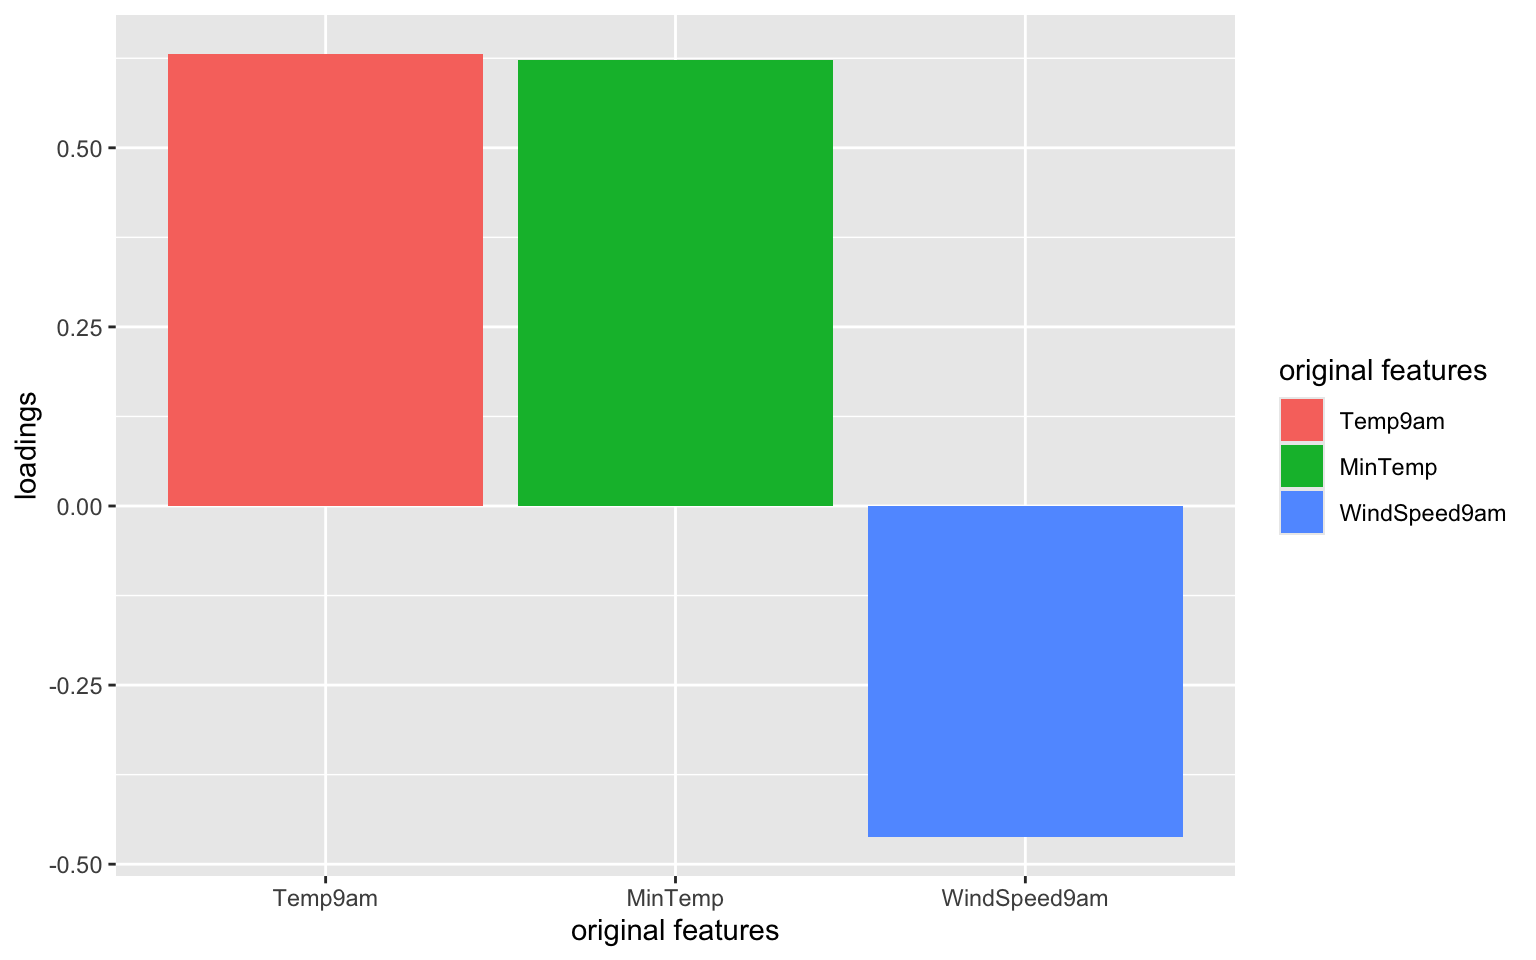 loadings
0.50
0.25
0.00
-0.25
-0.50
Temp9am
MinTemp
WindSpeed9am
original features
original features
Temp9am
MinTemp
WindSpeed9am